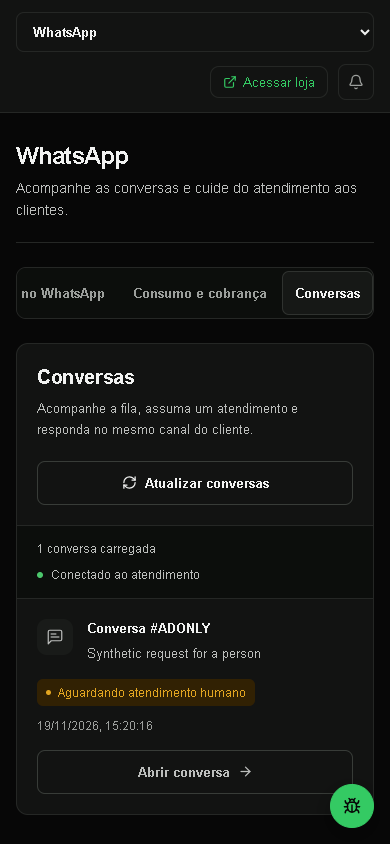 WhatsApp
Acessar loja
WhatsApp
Acompanhe as conversas e cuide do atendimento aos
clientes.
no WhatsApp
Consumo e cobrança
Conversas
Conversas
Acompanhe a fila, assuma um atendimento e
responda no mesmo canal do cliente.
Atualizar conversas
1 conversa carregada
Conectado ao atendimento
Conversa #ADONLY
Synthetic request for a person
Aguardando atendimento humano
19/11/2026, 15:20:16
Abrir conversa